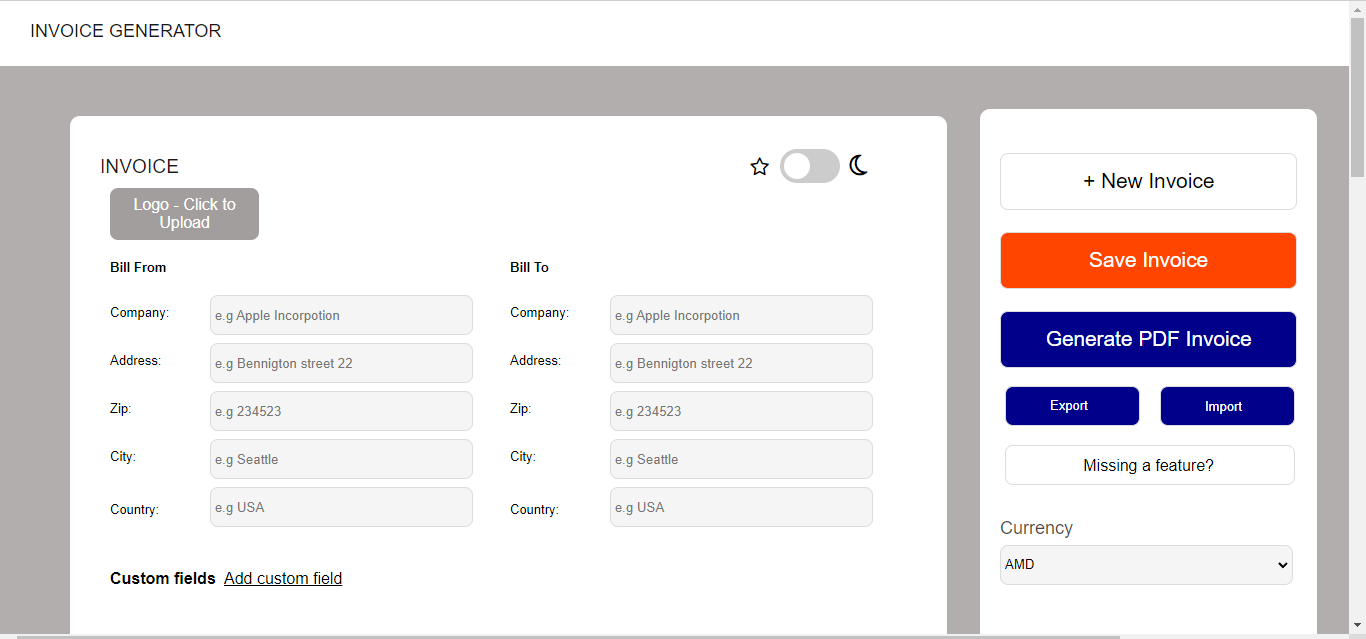 INVOICE GENERATOR
INVOICE
Logo - Click to
Upload
Bill From
Company:
e.g Apple Incorpotion
Address:
e.g Bennigton street 22
Zip:
e.g 234523
City:
e.g Seattle
Country:
e.g USA
Bill To
Company:
e.g Apple Incorpotion
Address:
e.g Bennigton street 22
Zip:
e.g 234523
City:
e.g Seattle
Country:
e.g USA
Custom fields Add custom field
+ New Invoice
Save Invoice
Generate PDF Invoice
Export
Import
Missing a feature?
Currency
AMD